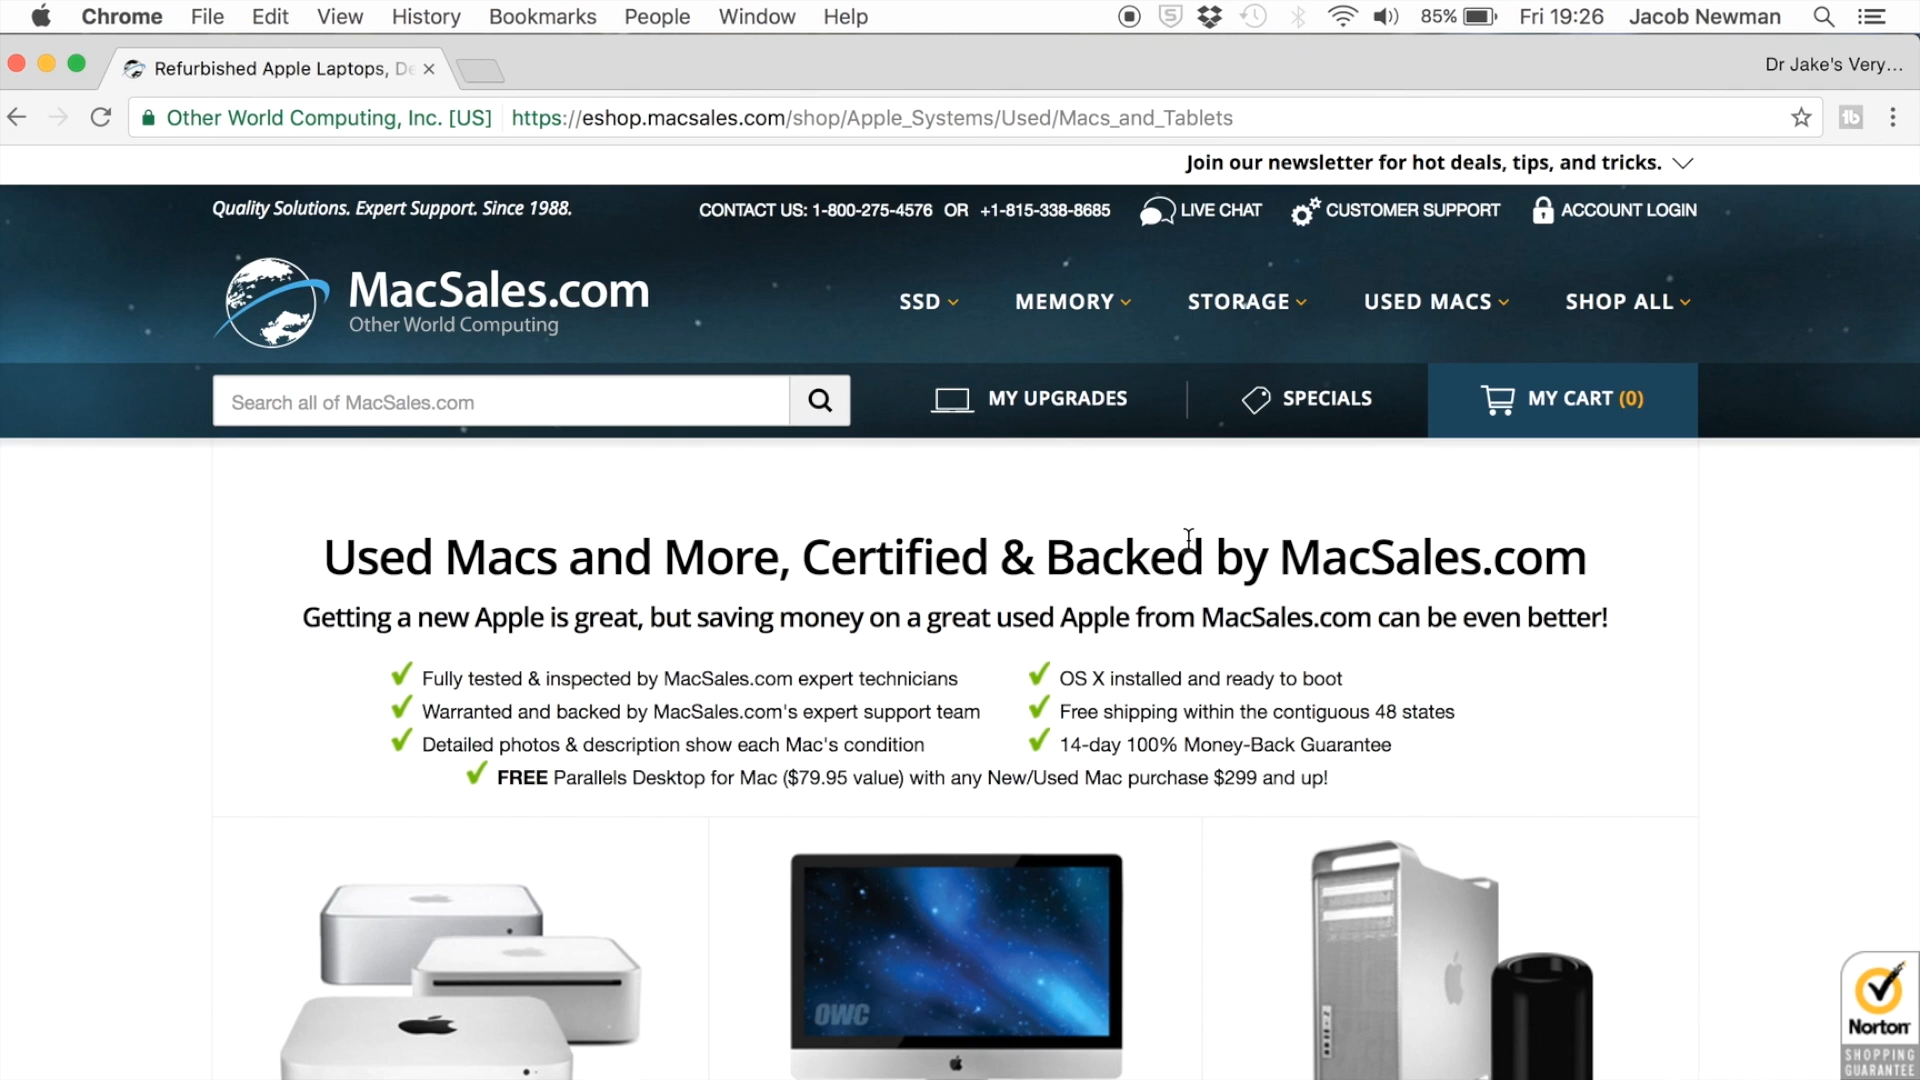 Chrome File Edit View History Bookmarks People Window Help 85% Fri 19:26 Jacob Newman
Refurbished Apple Laptops, De Dr Jake's Very...
Other World Computing, Inc. [US] https://eshop.macsales.com/shop/Apple_Systems/Used/Macs_and_Tablets
Join our newsletter for hot deals, tips, and tricks.
Quality Solutions. Expert Support. Since 1988. CONTACT US: 1-800-275-4576 OR +1-815-338-8685 LIVE CHAT CUSTOMER SUPPORT ACCOUNT LOGIN
MacSales.com
Other World Computing
SSD MEMORY STORAGE USED MACS SHOP ALL
Search all of MacSales.com MY UPGRADES SPECIALS MY CART (0)
Used Macs and More, Certified & Backed by MacSales.com
Getting a new Apple is great, but saving money on a great used Apple from MacSales.com can be even better!
Fully tested & inspected by MacSales.com expert technicians
Warranted and backed by MacSales.com's expert support team
Detailed photos & description show each Mac's condition
OS X installed and ready to boot
Free shipping within the contiguous 48 states
14-day 100% Money-Back Guarantee
FREE Parallels Desktop for Mac ($79.95 value) with any New/Used Mac purchase $299 and up!
OWC
Norton
SHOPPING
GUARANTEE